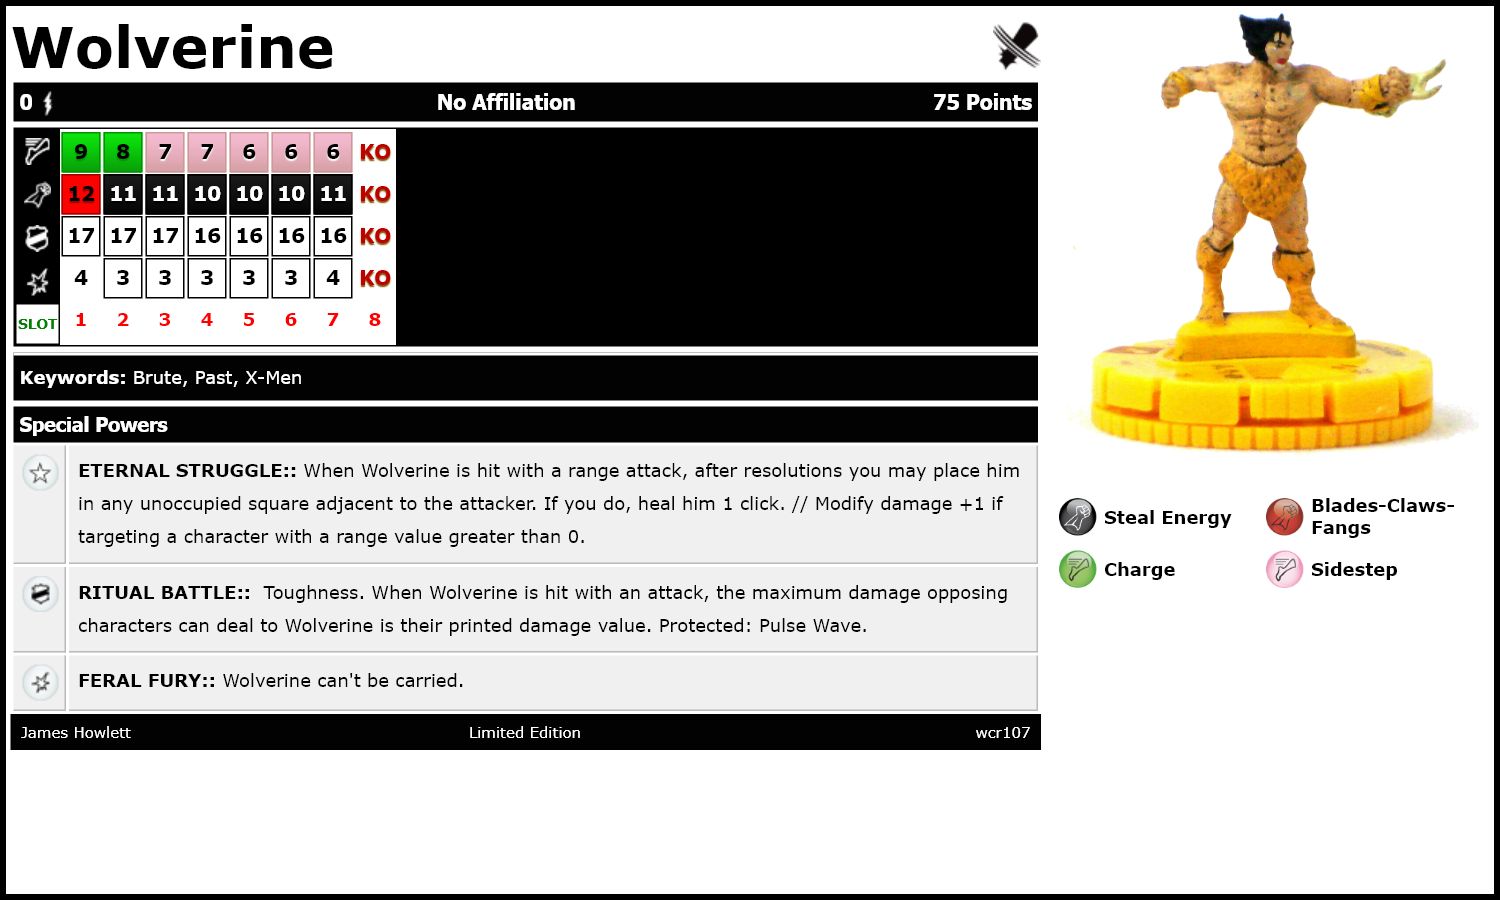 Wolverine
0 No Affiliation 75 Points
9 8 7 7 6 6 6 KO
12 11 11 10 10 10 11 KO
17 17 17 16 16 16 16 KO
4 3 3 3 3 3 4 KO
SLOT 1 2 3 4 5 6 7 8
Keywords: Brute, Past, X-Men
Special Powers
ETERNAL STRUGGLE:: When Wolverine is hit with a range attack, after resolutions you may place him
in any unoccupied square adjacent to the attacker. If you do, heal him 1 click. // Modify damage +1 if
targeting a character with a range value greater than 0.
RITUAL BATTLE:: Toughness. When Wolverine is hit with an attack, the maximum damage opposing
characters can deal to Wolverine is their printed damage value. Protected: Pulse Wave.
FERAL FURY:: Wolverine can't be carried.
James Howlett Limited Edition wcr107
Steal Energy
Blades-Claws-
Fangs
Charge
Sidestep